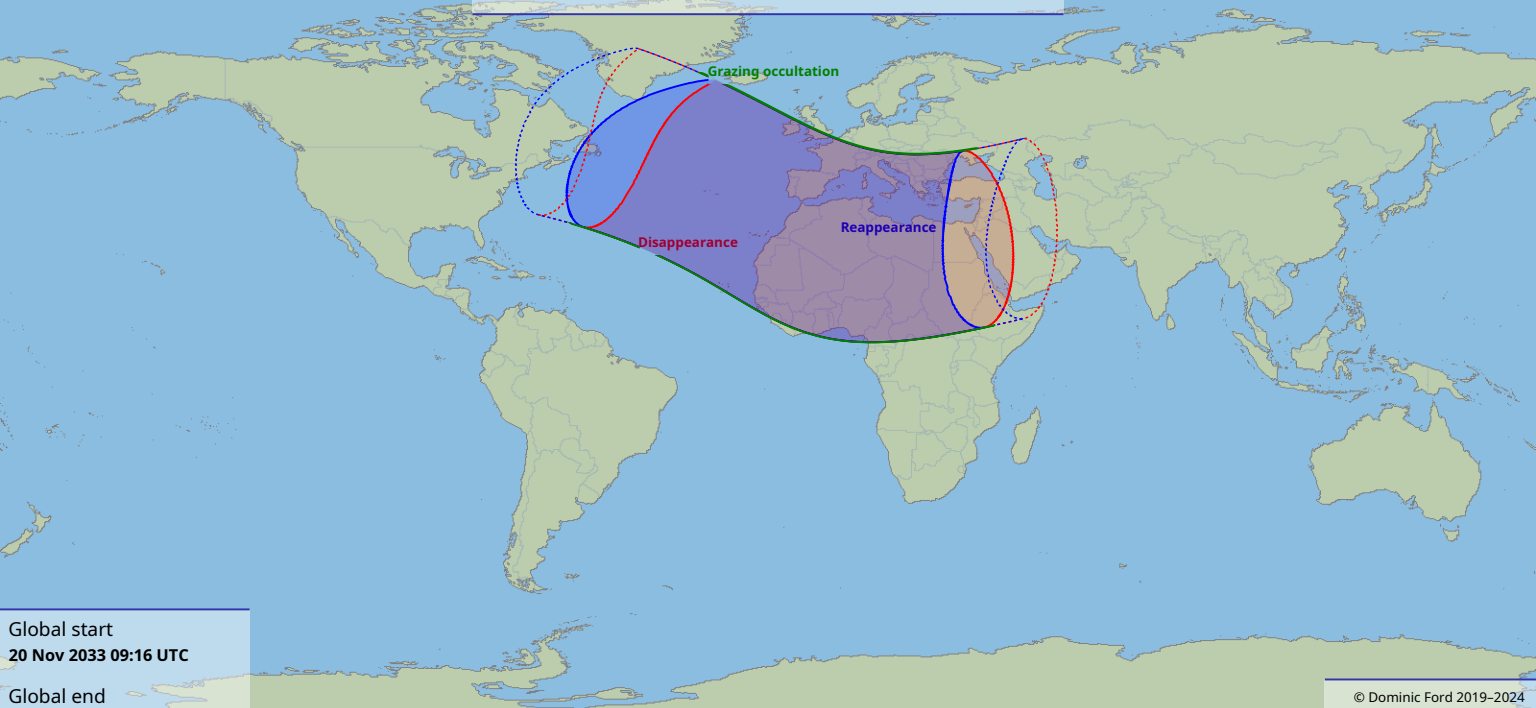 Grazing occultation
Reappearance
Disappearance
Global start
20 Nov 2033 09:16 UTC
Global end
© Dominic Ford 2019–2024